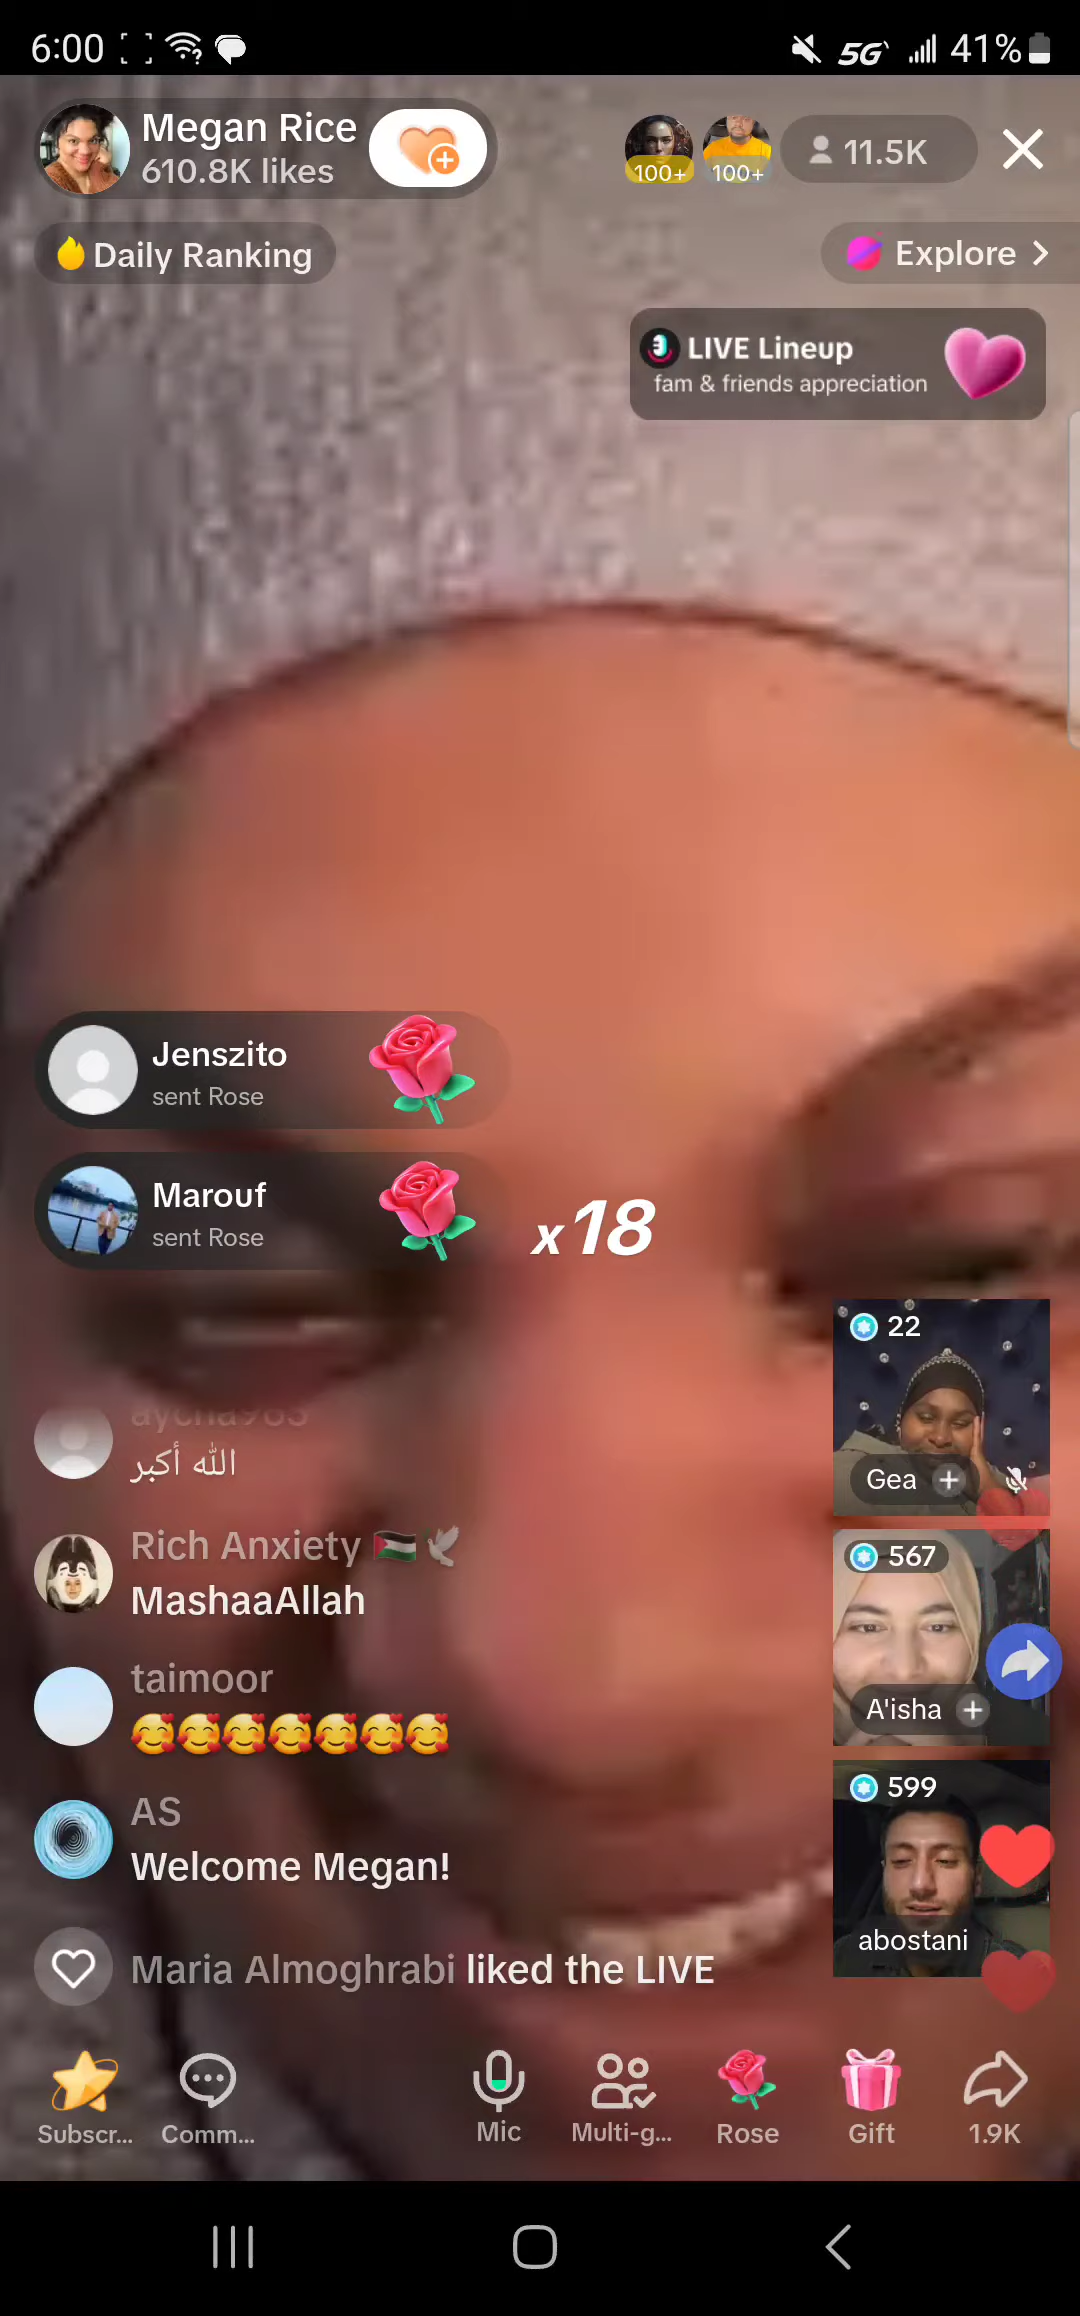 6:00
5G
41%
Megan Rice
610.8K likes
100+
100+
11.5K
Daily Ranking
Explore
LIVE Lineup
fam & friends appreciation
Jenszito
sent Rose
Marouf
sent Rose
x18
22
Gea
الله أكبر
Rich Anxiety
MashaaAllah
567
A'isha
taimoor
599
AS
Welcome Megan!
abostani
Maria Almoghrabi liked the LIVE
Subscr...
Comm...
Mic
Multi-g...
Rose
Gift
1.9K